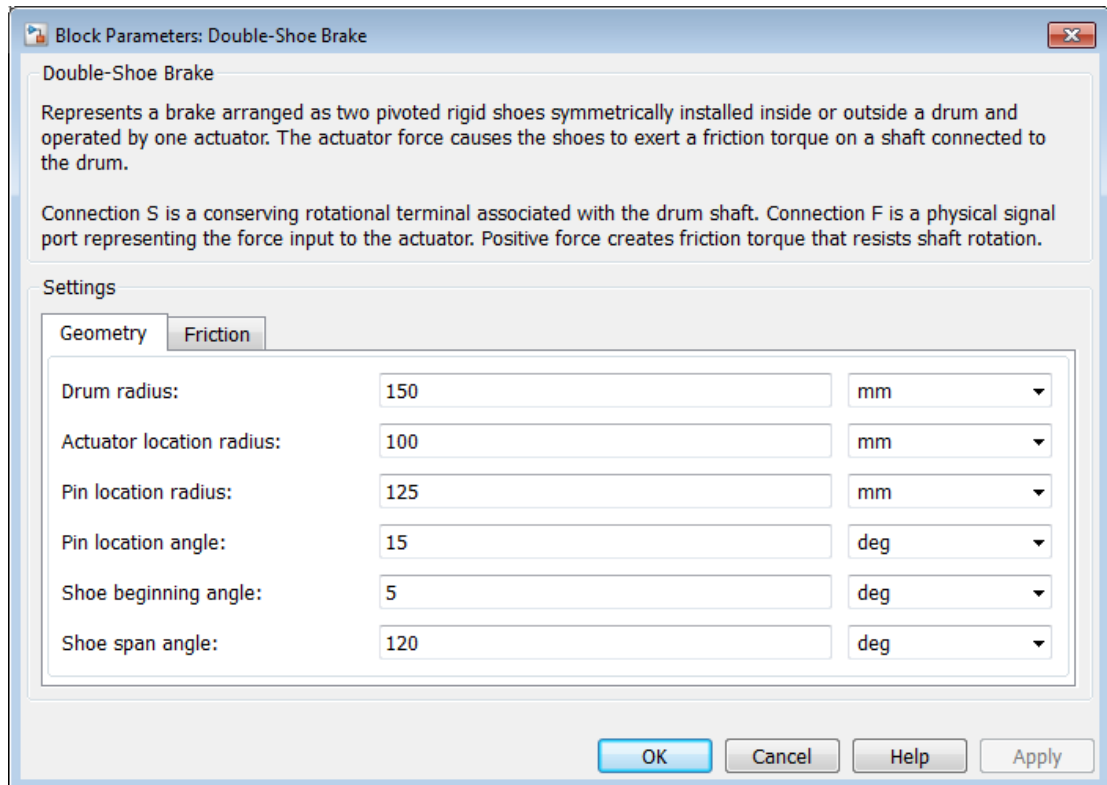 Block Parameters: Double-Shoe Brake
Double-Shoe Brake
Represents a brake arranged as two pivoted rigid shoes symmetrically installed inside or outside a drum and
operated by one actuator. The actuator force causes the shoes to exert a friction torque on a shaft connected to
the drum.
Connection S is a conserving rotational terminal associated with the drum shaft. Connection F is a physical signal
port representing the force input to the actuator. Positive force creates friction torque that resists shaft rotation.
Settings
Geometry Friction
Drum radius: 150 mm
Actuator location radius: 100 mm
Pin location radius: 125 mm
Pin location angle: 15 deg
Shoe beginning angle: 5 deg
Shoe span angle: 120 deg
OK Cancel Help Apply